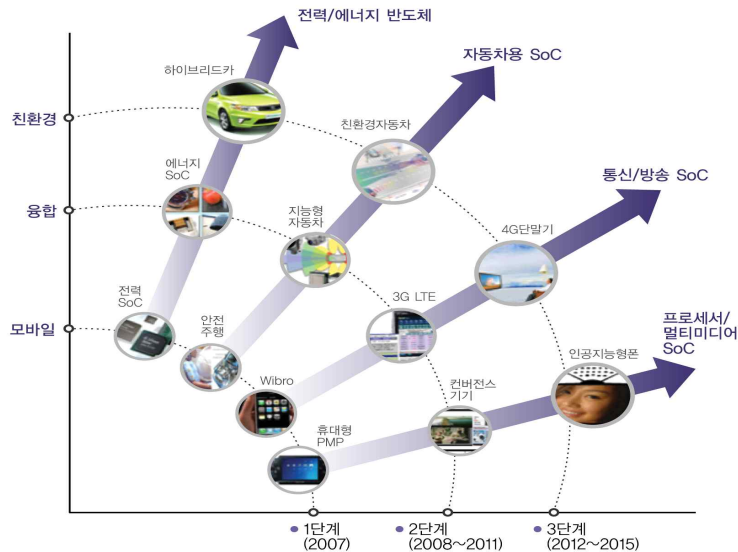 전력/에너지 반도체
자동차용 SoC
하이브리드카
친환경
친환경자동차
에너지
SoC
통신/방송 SoC
융합
지능형
자동차
4G단말기
전력
SoC
3G LTE
안전
주행
프로세서/
멀티미디어
SoC
모바일
인공지능형폰
Wibro
컨버전스
기기
휴대형
PMP
• 1단계
(2007)
• 2단계
(2008~2011)
• 3단계
(2012~2015)